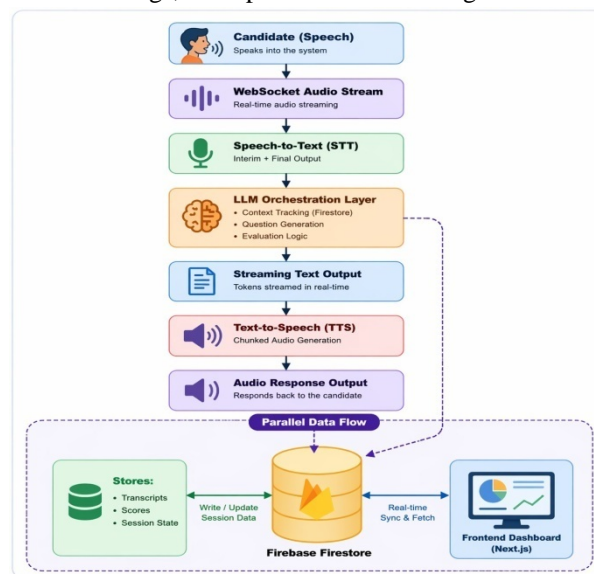 Candidate (Speech)
Speaks into the system
WebSocket Audio Stream
Real-time audio streaming
Speech-to-Text (STT)
Interim + Final Output
LLM Orchestration Layer
• Context Tracking (Firestore)
• Question Generation
• Evaluation Logic
Streaming Text Output
Tokens streamed in real-time
Text-to-Speech (TTS)
Chunked Audio Generation
Audio Response Output
Responds back to the candidate
Parallel Data Flow
Stores:
• Transcripts
• Scores
• Session State
Write / Update
Session Data
Firebase Firestore
Real-time
Sync & Fetch
Frontend Dashboard
(Next.js)